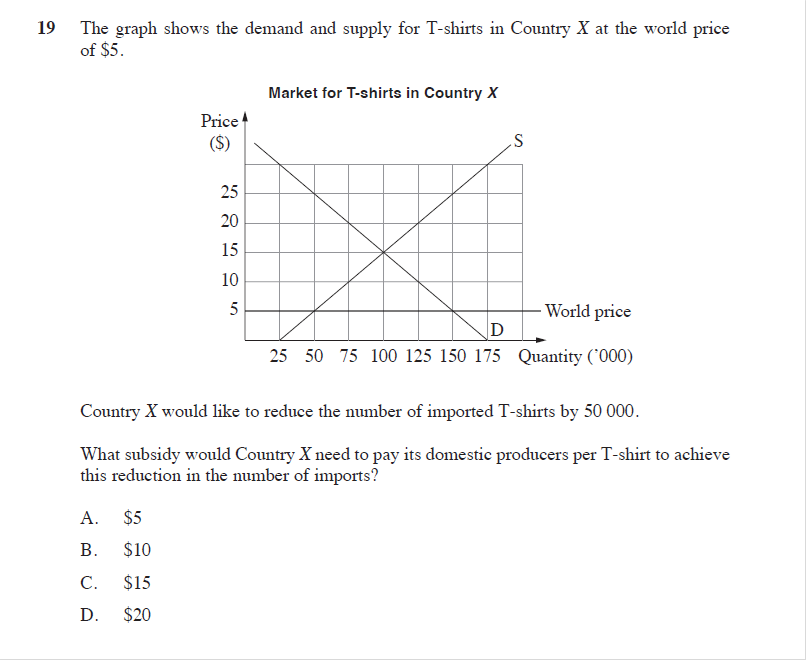 19 The graph shows the demand and supply for T-shirts in Country X at the world price
of $5.
Market for T-shirts in Country X
Price
($)
S
25
20
15
10
5
World price
D
25 50 75 100 125 150 175 Quantity (‘000)
Country X would like to reduce the number of imported T-shirts by 50 000.
What subsidy would Country X need to pay its domestic producers per T-shirt to achieve
this reduction in the number of imports?
A. $5
B. $10
C. $15
D. $20